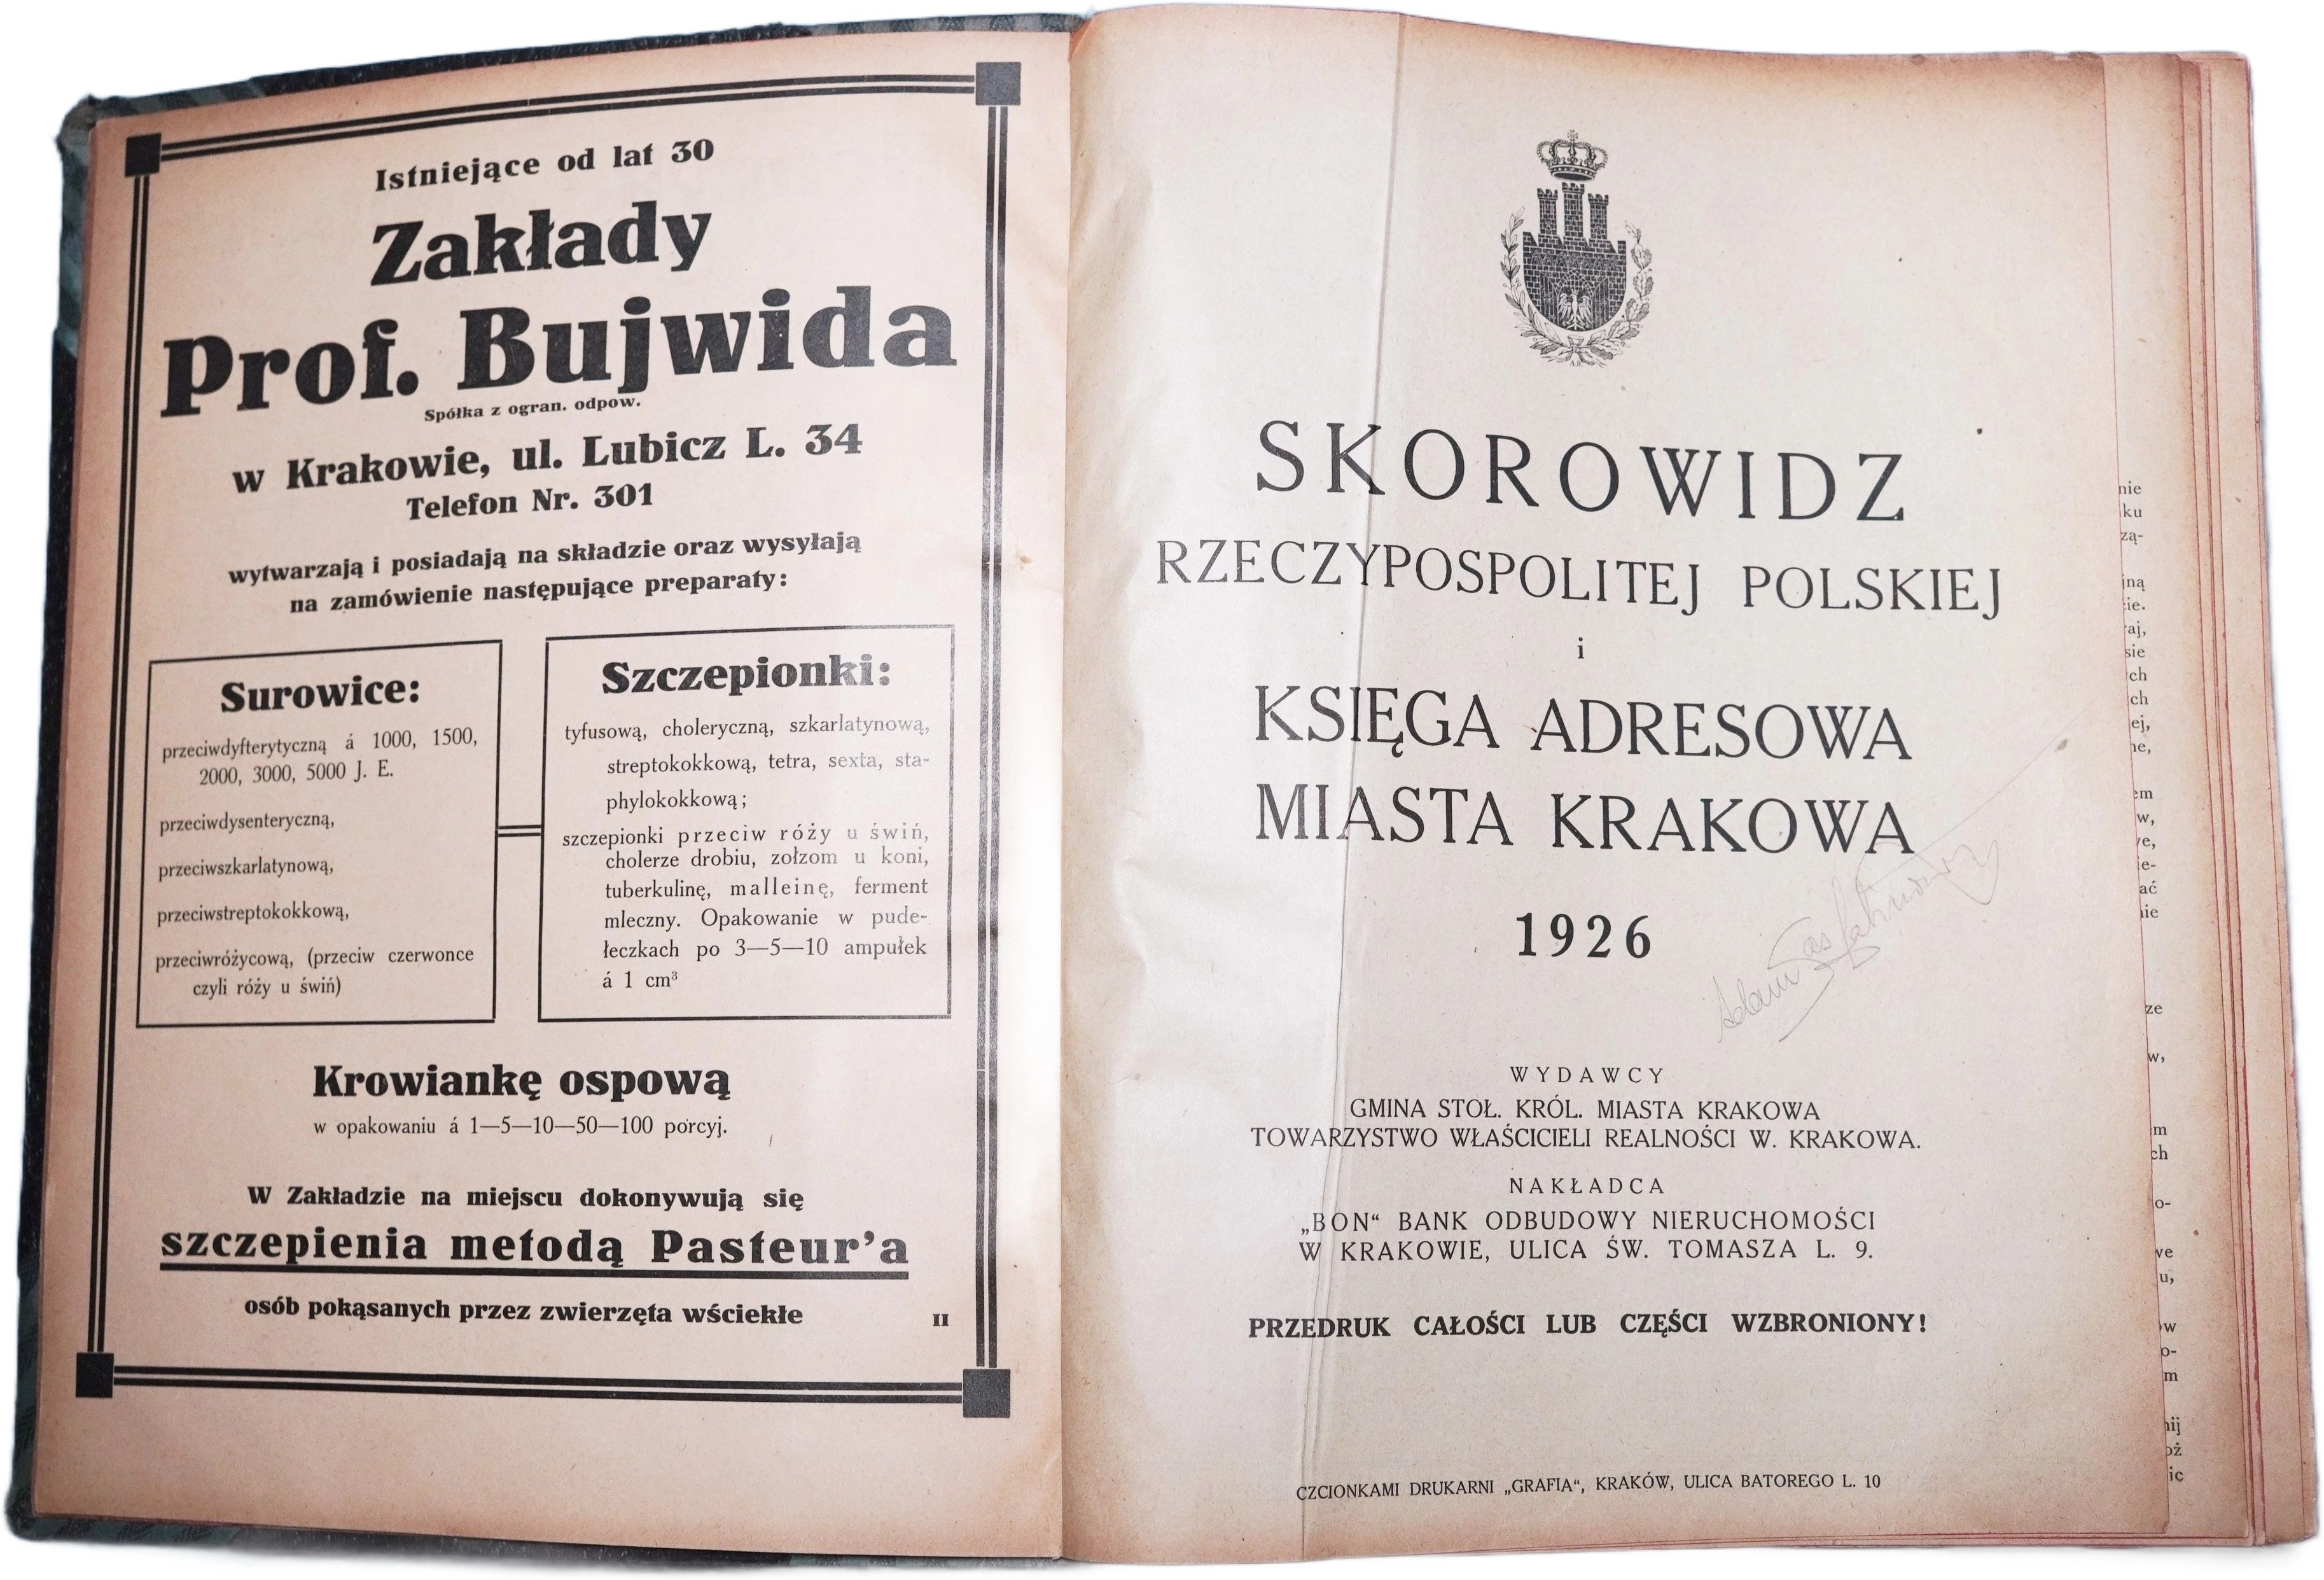 Istniejące od lat 30
Zakłady
Prof. Bujwida
Spółka z ogran. odpow.
w Krakowie, ul. Lubicz L. 34
Telefon Nr. 301
wytwarzają i posiadają na składzie oraz wysyłają
na zamówienie następujące preparaty:
Surowice:
przeciwdyfterytyczną á 1000, 1500,
2000, 3000, 5000 J. E.
przeciwdysenteryczną,
przeciwszkarlatynową,
przeciwstreptokokkową,
przeciwróżycową, (przeciw czerwonce
czyli róży u świń)
Szczepionki:
tyfusową, choleryczną, szkarlatynową,
streptokokkową, tetra, sexta, sta-
phylokokkową;
szczepionki przeciw róży u świń,
cholerze drobiu, zołzom u koni,
tuberkulinę, malleinę, ferment
mleczny. Opakowanie w pude-
łeczkach po 3—5—10 ampułek
á 1 cm³
Krowiankę ospową
w opakowaniu á 1—5—10—50—100 porcyj.
W Zakładzie na miejscu dokonywują się
szczepienia metodą Pasteur'a
osób pokąsanych przez zwierzęta wściekłe
II
SKOROWIDZ
RZECZYPOSPOLITEJ POLSKIEJ
i
KSIĘGA ADRESOWA
MIASTA KRAKOWA
1926
Adam
WYDAWCY
GMINA STOŁ. KRÓL. MIASTA KRAKOWA
TOWARZYSTWO WŁAŚCICIELI REALNOŚCI W. KRAKOWA.
NAKŁADCA
„BON“ BANK ODBUDOWY NIERUCHOMOŚCI
W KRAKOWIE, ULICA ŚW. TOMASZA L. 9.
PRZEDRUK CAŁOŚCI LUB CZĘŚCI WZBRONIONY!
CZCIONKAMI DRUKARNI „GRAFIA“, KRAKÓW, ULICA BATOREGO L. 10